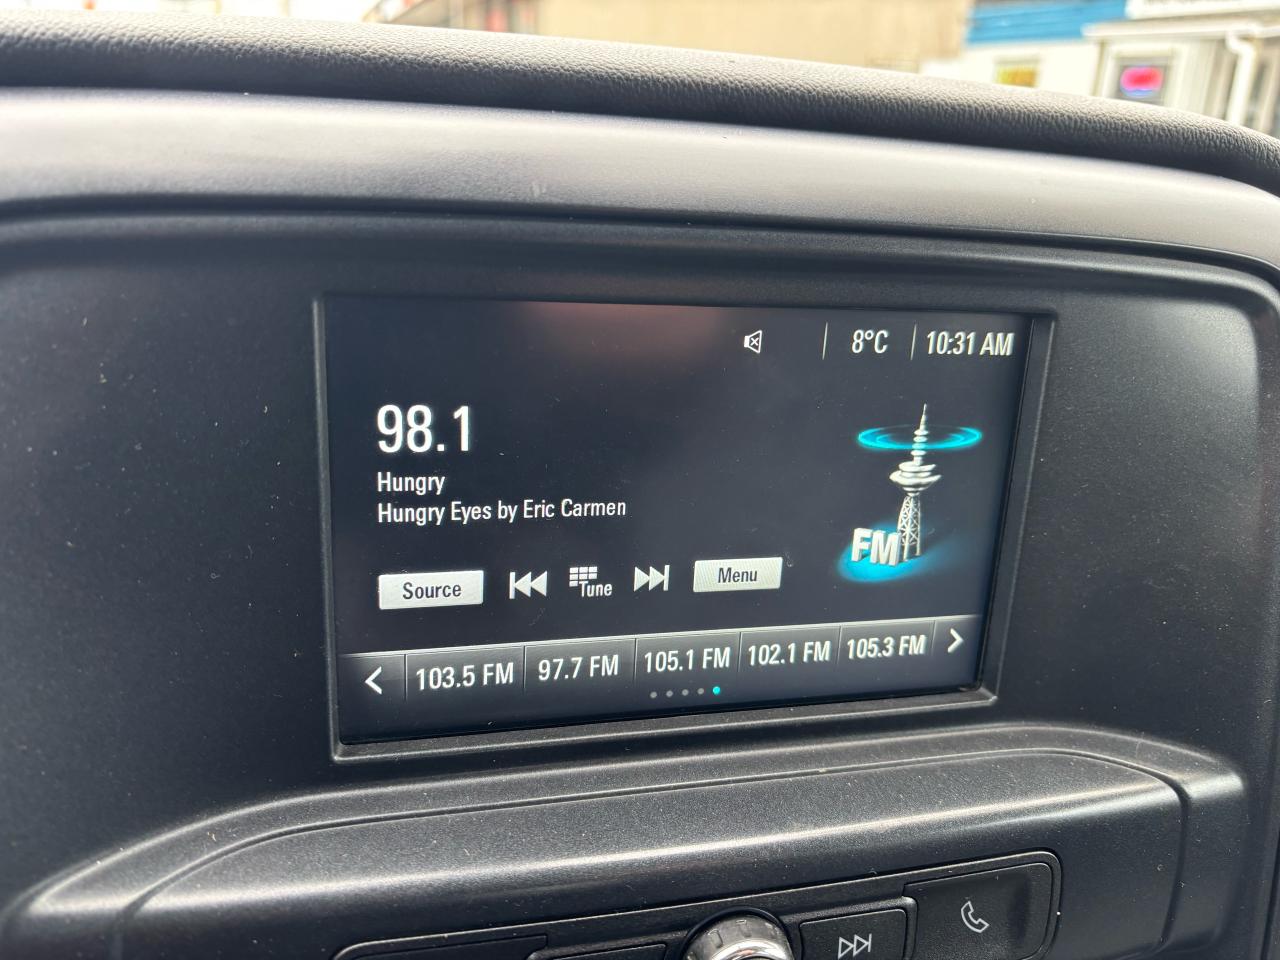 8°C
10:31 AM
98.1
Hungry
Hungry Eyes by Eric Carmen
FM
Source
Tune
Menu
103.5 FM
97.7 FM
105.1 FM
102.1 FM
105.3 FM